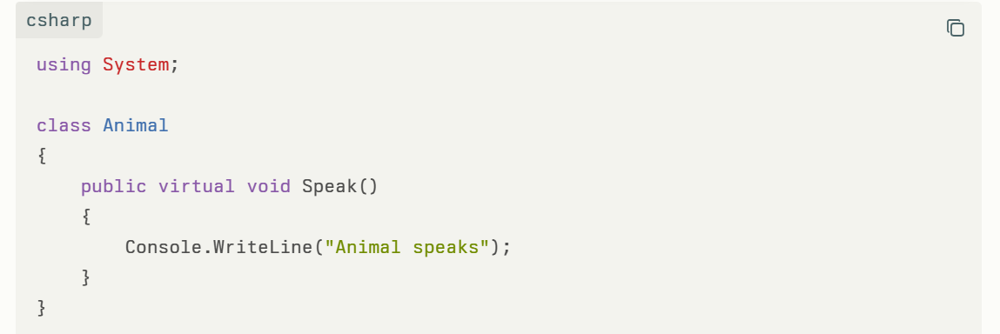 csharp
using System;
class Animal
{
    public virtual void Speak()
    {
        Console.WriteLine("Animal speaks");
    }
}